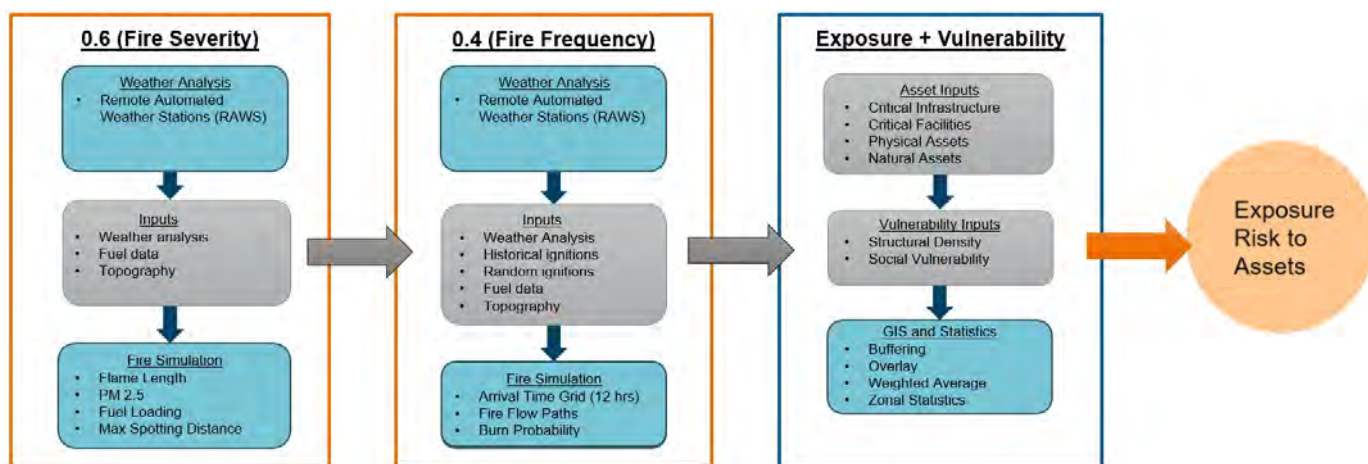 0.6 (Fire Severity)
Weather Analysis
• Remote Automated
Weather Stations (RAWS)
Inputs
• Weather analysis
• Fuel data
• Topography
Fire Simulation
• Flame Length
• PM 2.5
• Fuel Loading
• Max Spotting Distance
0.4 (Fire Frequency)
Weather Analysis
• Remote Automated
Weather Stations (RAWS)
Inputs
• Weather Analysis
• Historical ignitions
• Random ignitions
• Fuel data
• Topography
Fire Simulation
• Arrival Time Grid (12 hrs)
• Fire Flow Paths
• Burn Probability
Exposure + Vulnerability
Asset Inputs
• Critical Infrastructure
• Critical Facilities
• Physical Assets
• Natural Assets
Vulnerability Inputs
• Structural Density
• Social Vulnerability
GIS and Statistics
• Buffering
• Overlay
• Weighted Average
• Zonal Statistics
Exposure
Risk to
Assets